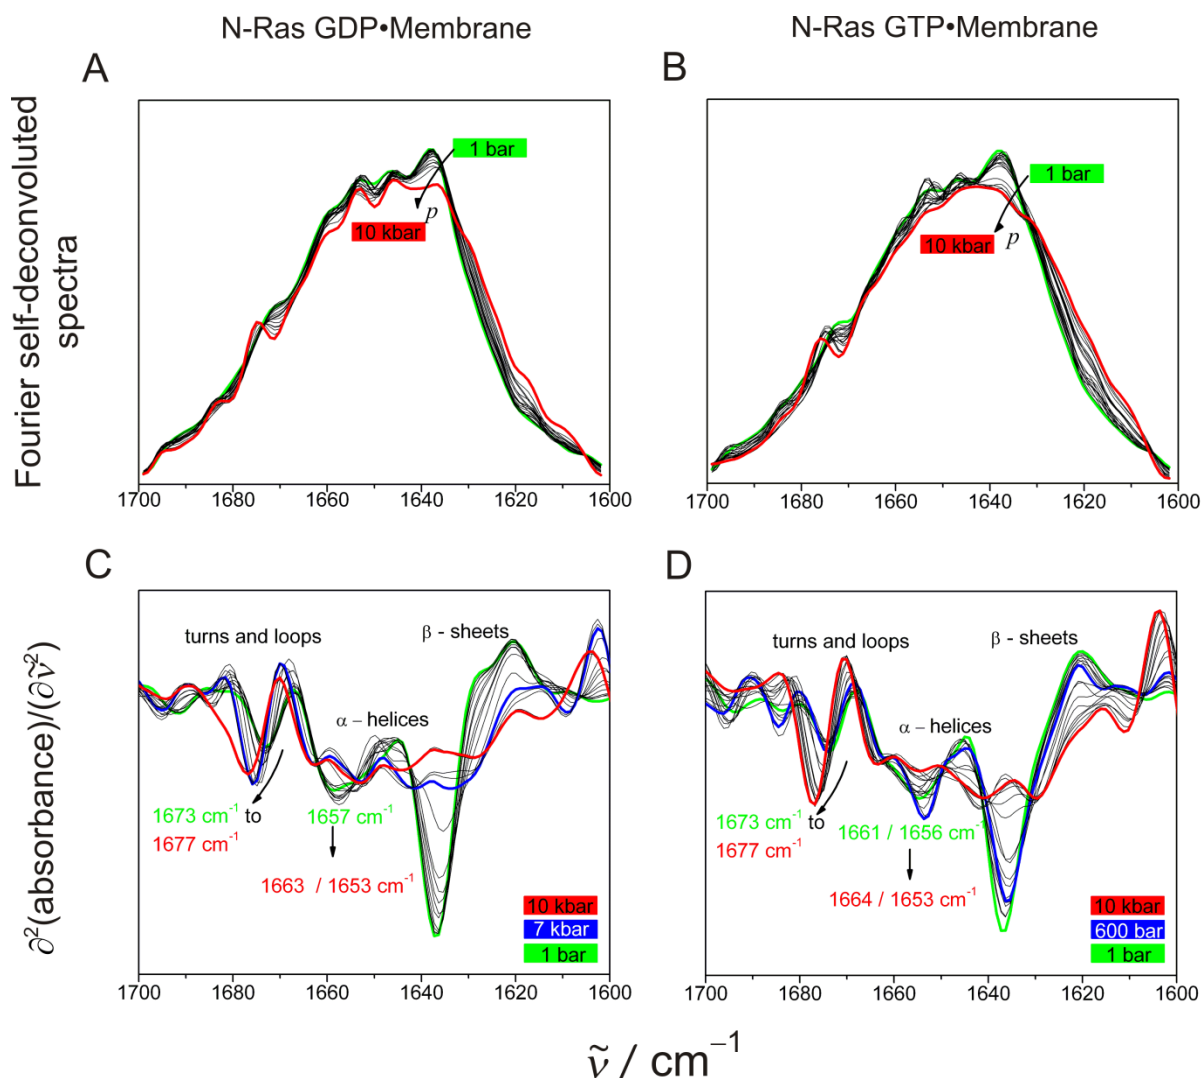 N-Ras GDP•Membrane
N-Ras GTP•Membrane
A
B
Fourier self-deconvoluted
spectra
1 bar
p
10 kbar
1700 1680 1660 1640 1620 1600
1 bar
p
10 kbar
1700 1680 1660 1640 1620 1600
C
D
∂²(absorbance)/(∂ṽ²)
turns and loops
β - sheets
α – helices
1673 cm⁻¹ to
1677 cm⁻¹
1657 cm⁻¹
1663 / 1653 cm⁻¹
10 kbar
7 kbar
1 bar
1700 1680 1660 1640 1620 1600
turns and loops
β - sheets
α – helices
1673 cm⁻¹ to
1677 cm⁻¹
1661 / 1656 cm⁻¹
1664 / 1653 cm⁻¹
10 kbar
600 bar
1 bar
1700 1680 1660 1640 1620 1600
ṽ / cm⁻¹